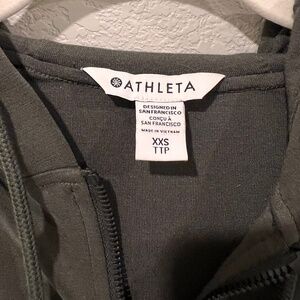 ATHLETA
DESIGNED IN
SAN FRANCISCO
CONÇU À
SAN FRANCISCO
MADE IN VIETNAM
XXS
TTP